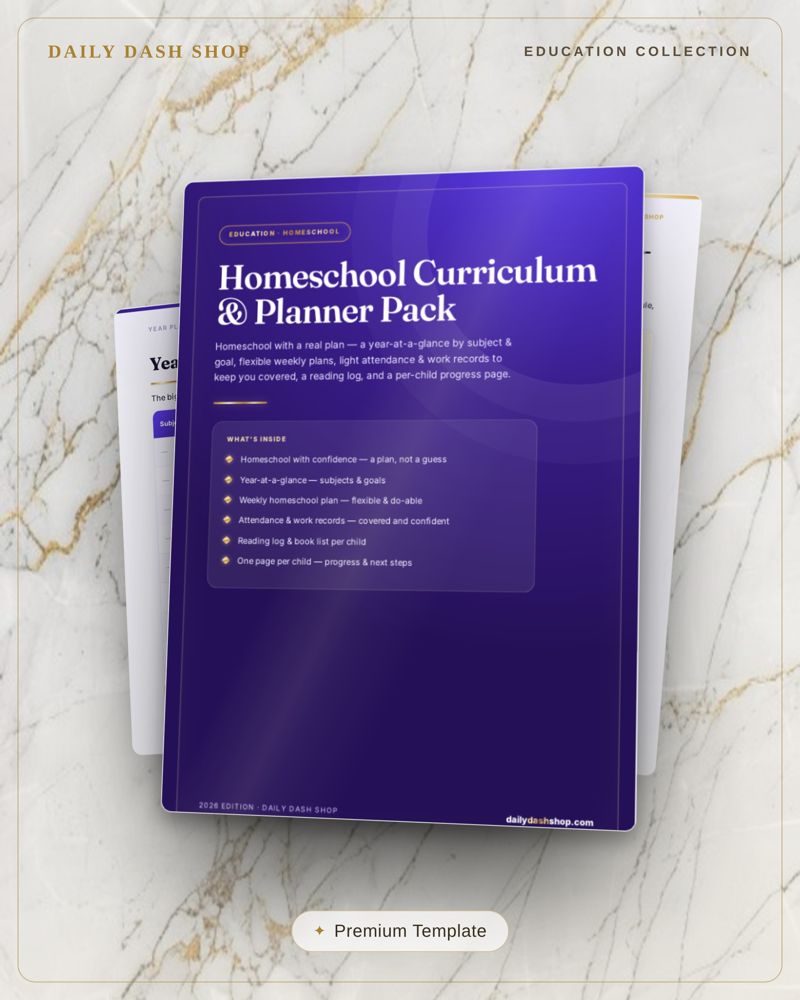 DAILY DASH SHOP
EDUCATION COLLECTION
EDUCATION · HOMESCHOOL
Homeschool Curriculum
& Planner Pack
Homeschool with a real plan — a year-at-a-glance by subject &
goal, flexible weekly plans, light attendance & work records to
keep you covered, a reading log, and a per-child progress page.
WHAT'S INSIDE
Homeschool with confidence — a plan, not a guess
Year-at-a-glance — subjects & goals
Weekly homeschool plan — flexible & do-able
Attendance & work records — covered and confident
Reading log & book list per child
One page per child — progress & next steps
2026 EDITION · DAILY DASH SHOP
dailydashshop.com
YEAR
The
SHOP
Premium Template